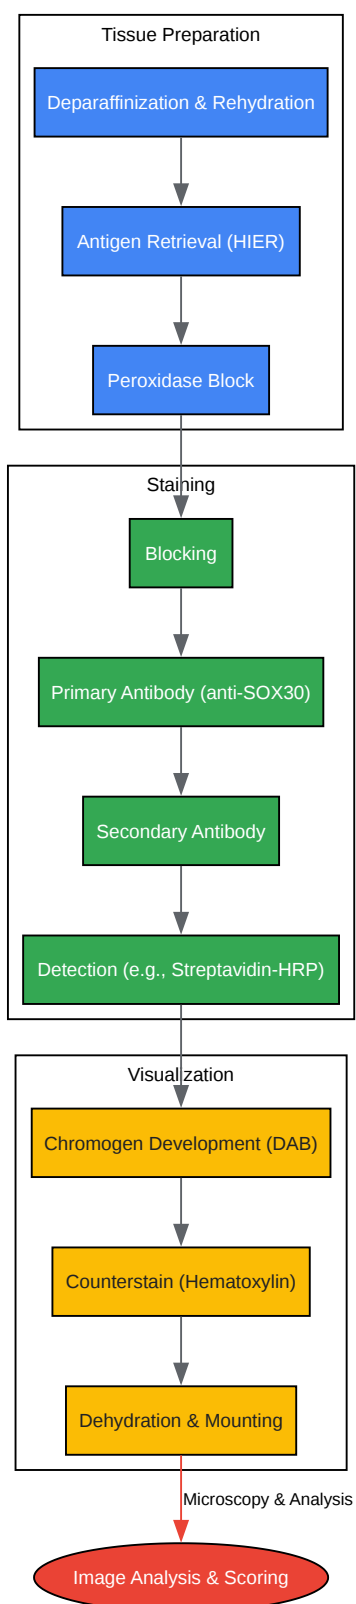 Tissue Preparation
Deparaffinization & Rehydration
Antigen Retrieval (HIER)
Peroxidase Block
Staining
Blocking
Primary Antibody (anti-SOX30)
Secondary Antibody
Detection (e.g., Streptavidin-HRP)
Visualization
Chromogen Development (DAB)
Counterstain (Hematoxylin)
Dehydration & Mounting
Microscopy & Analysis
Image Analysis & Scoring